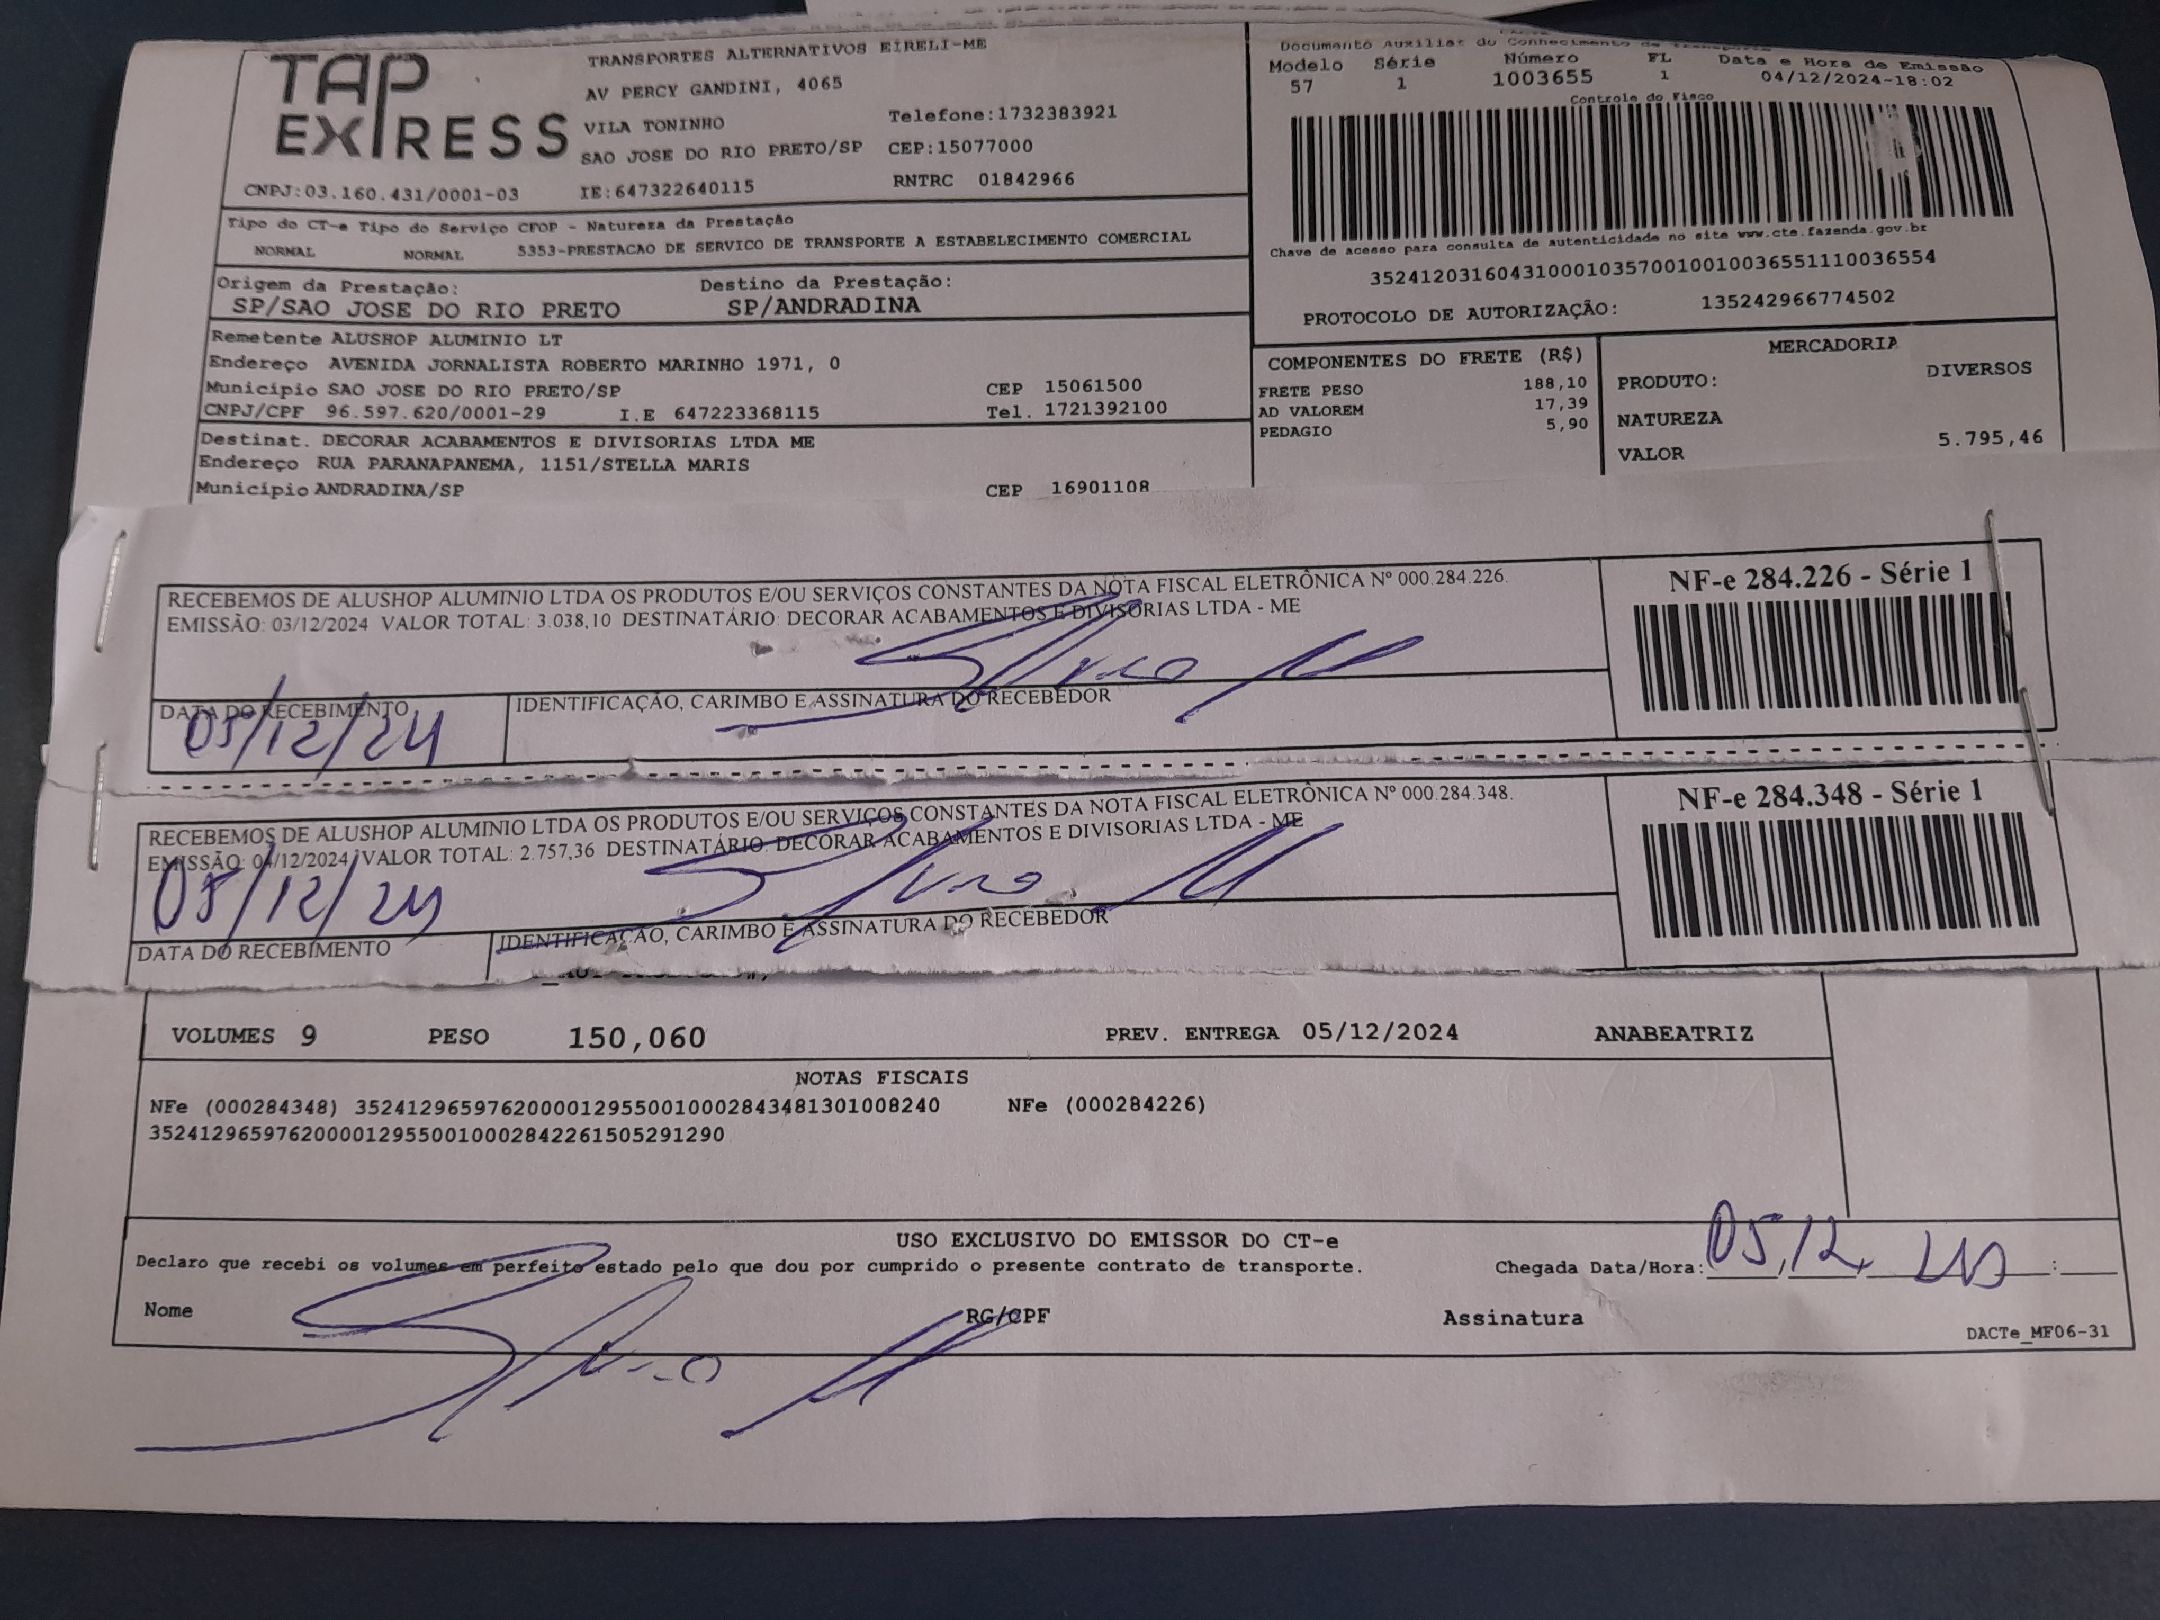 TAP EXPRESS
TRANSPORTES ALTERNATIVOS EIRELI-ME
AV PERCY GANDINI, 4065
VILA TONINHO Telefone:1732383921
SAO JOSE DO RIO PRETO/SP CEP:15077000
CNPJ:03.160.431/0001-03 IE:647322640115 RNTRC 01842966
Documento Auxiliar do Conhecimento de Transporte
Modelo Série Número FL Data e Hora de Emissão
57 1 1003655 1 04/12/2024-18:02
Controle do Fisco
Chave de acesso para consulta de autenticidade no site www.cte.fazenda.gov.br
35241203160431000103570010010036551110036554
PROTOCOLO DE AUTORIZAÇÃO: 135242966774502
Tipo do CT-e Tipo do Serviço CFOP - Natureza da Prestação
NORMAL NORMAL 5353-PRESTACAO DE SERVICO DE TRANSPORTE A ESTABELECIMENTO COMERCIAL
Origem da Prestação: Destino da Prestação:
SP/SAO JOSE DO RIO PRETO SP/ANDRADINA
Remetente ALUSHOP ALUMINIO LT
Endereço AVENIDA JORNALISTA ROBERTO MARINHO 1971, 0
Município SAO JOSE DO RIO PRETO/SP CEP 15061500
CNPJ/CPF 96.597.620/0001-29 I.E 647223368115 Tel. 1721392100
Destinat. DECORAR ACABAMENTOS E DIVISORIAS LTDA ME
Endereço RUA PARANAPANEMA, 1151/STELLA MARIS
Município ANDRADINA/SP CEP 16901108
COMPONENTES DO FRETE (R$)
FRETE PESO 188,10
AD VALOREM 17,39
PEDAGIO 5,90
MERCADORIA
PRODUTO: DIVERSOS
NATUREZA
VALOR 5.795,46
RECEBEMOS DE ALUSHOP ALUMINIO LTDA OS PRODUTOS E/OU SERVIÇOS CONSTANTES DA NOTA FISCAL ELETRÔNICA Nº 000.284.226.
EMISSÃO: 03/12/2024 VALOR TOTAL: 3.038,10 DESTINATÁRIO: DECORAR ACABAMENTOS E DIVISORIAS LTDA - ME
NF-e 284.226 - Série 1
DATA DO RECEBIMENTO IDENTIFICAÇÃO, CARIMBO E ASSINATURA DO RECEBEDOR
05/12/24
RECEBEMOS DE ALUSHOP ALUMINIO LTDA OS PRODUTOS E/OU SERVIÇOS CONSTANTES DA NOTA FISCAL ELETRÔNICA Nº 000.284.348.
EMISSÃO: 04/12/2024 VALOR TOTAL: 2.757,36 DESTINATÁRIO: DECORAR ACABAMENTOS E DIVISORIAS LTDA - ME
NF-e 284.348 - Série 1
05/12/24
DATA DO RECEBIMENTO IDENTIFICAÇÃO, CARIMBO E ASSINATURA DO RECEBEDOR
VOLUMES 9 PESO 150,060 PREV. ENTREGA 05/12/2024 ANABEATRIZ
NOTAS FISCAIS
NFe (000284348) 35241296597620000129550010002843481301008240 NFe (000284226)
35241296597620000129550010002842261505291290
USO EXCLUSIVO DO EMISSOR DO CT-e
Declaro que recebi os volumes em perfeito estado pelo que dou por cumprido o presente contrato de transporte. Chegada Data/Hora: 05,12,
Nome RG/CPF Assinatura
DACTe_MF06-31